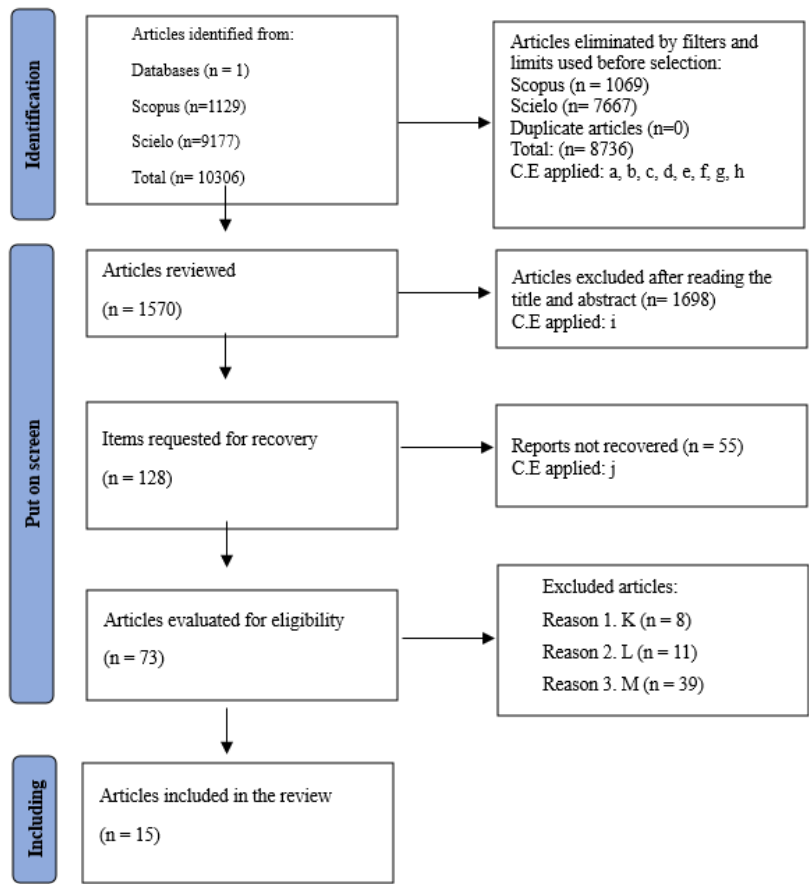 Identification
Articles identified from:
Databases (n = 1)
Scopus (n=1129)
Scielo (n=9177)
Total (n= 10306)
Articles eliminated by filters and
limits used before selection:
Scopus (n = 1069)
Scielo (n= 7667)
Duplicate articles (n=0)
Total: (n= 8736)
C.E applied: a, b, c, d, e, f, g, h
Put on screen
Articles reviewed
(n = 1570)
Articles excluded after reading the
title and abstract (n= 1698)
C.E applied: i
Items requested for recovery
(n = 128)
Reports not recovered (n = 55)
C.E applied: j
Articles evaluated for eligibility
(n = 73)
Excluded articles:
Reason 1. K (n = 8)
Reason 2. L (n = 11)
Reason 3. M (n = 39)
Including
Articles included in the review
(n = 15)